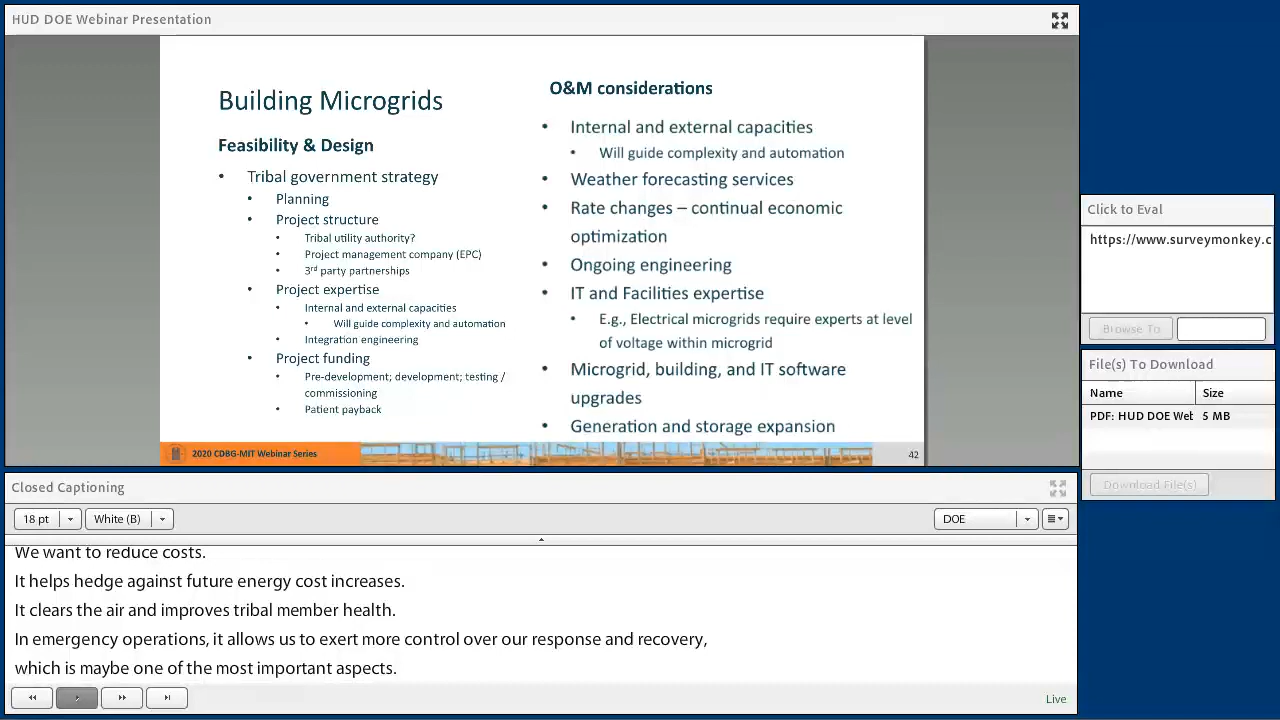 HUD DOE Webinar Presentation
Building Microgrids
Feasibility & Design
• Tribal government strategy
• Planning
• Project structure
• Tribal utility authority?
• Project management company (EPC)
• 3rd party partnerships
• Project expertise
• Internal and external capacities
• Will guide complexity and automation
• Integration engineering
• Project funding
• Pre-development; development; testing /
commissioning
• Patient payback
O&M considerations
• Internal and external capacities
• Will guide complexity and automation
• Weather forecasting services
• Rate changes – continual economic
optimization
• Ongoing engineering
• IT and Facilities expertise
• E.g., Electrical microgrids require experts at level
of voltage within microgrid
• Microgrid, building, and IT software
upgrades
• Generation and storage expansion
2020 CDBG-MIT Webinar Series
42
Click to Eval
https://www.surveymonkey.c
Browse To
File(s) To Download
Name Size
PDF: HUD DOE Wet 5 MB
Download File(s)
Closed Captioning
18 pt White (B) DOE
We want to reduce costs.
It helps hedge against future energy cost increases.
It clears the air and improves tribal member health.
In emergency operations, it allows us to exert more control over our response and recovery,
which is maybe one of the most important aspects.
Live